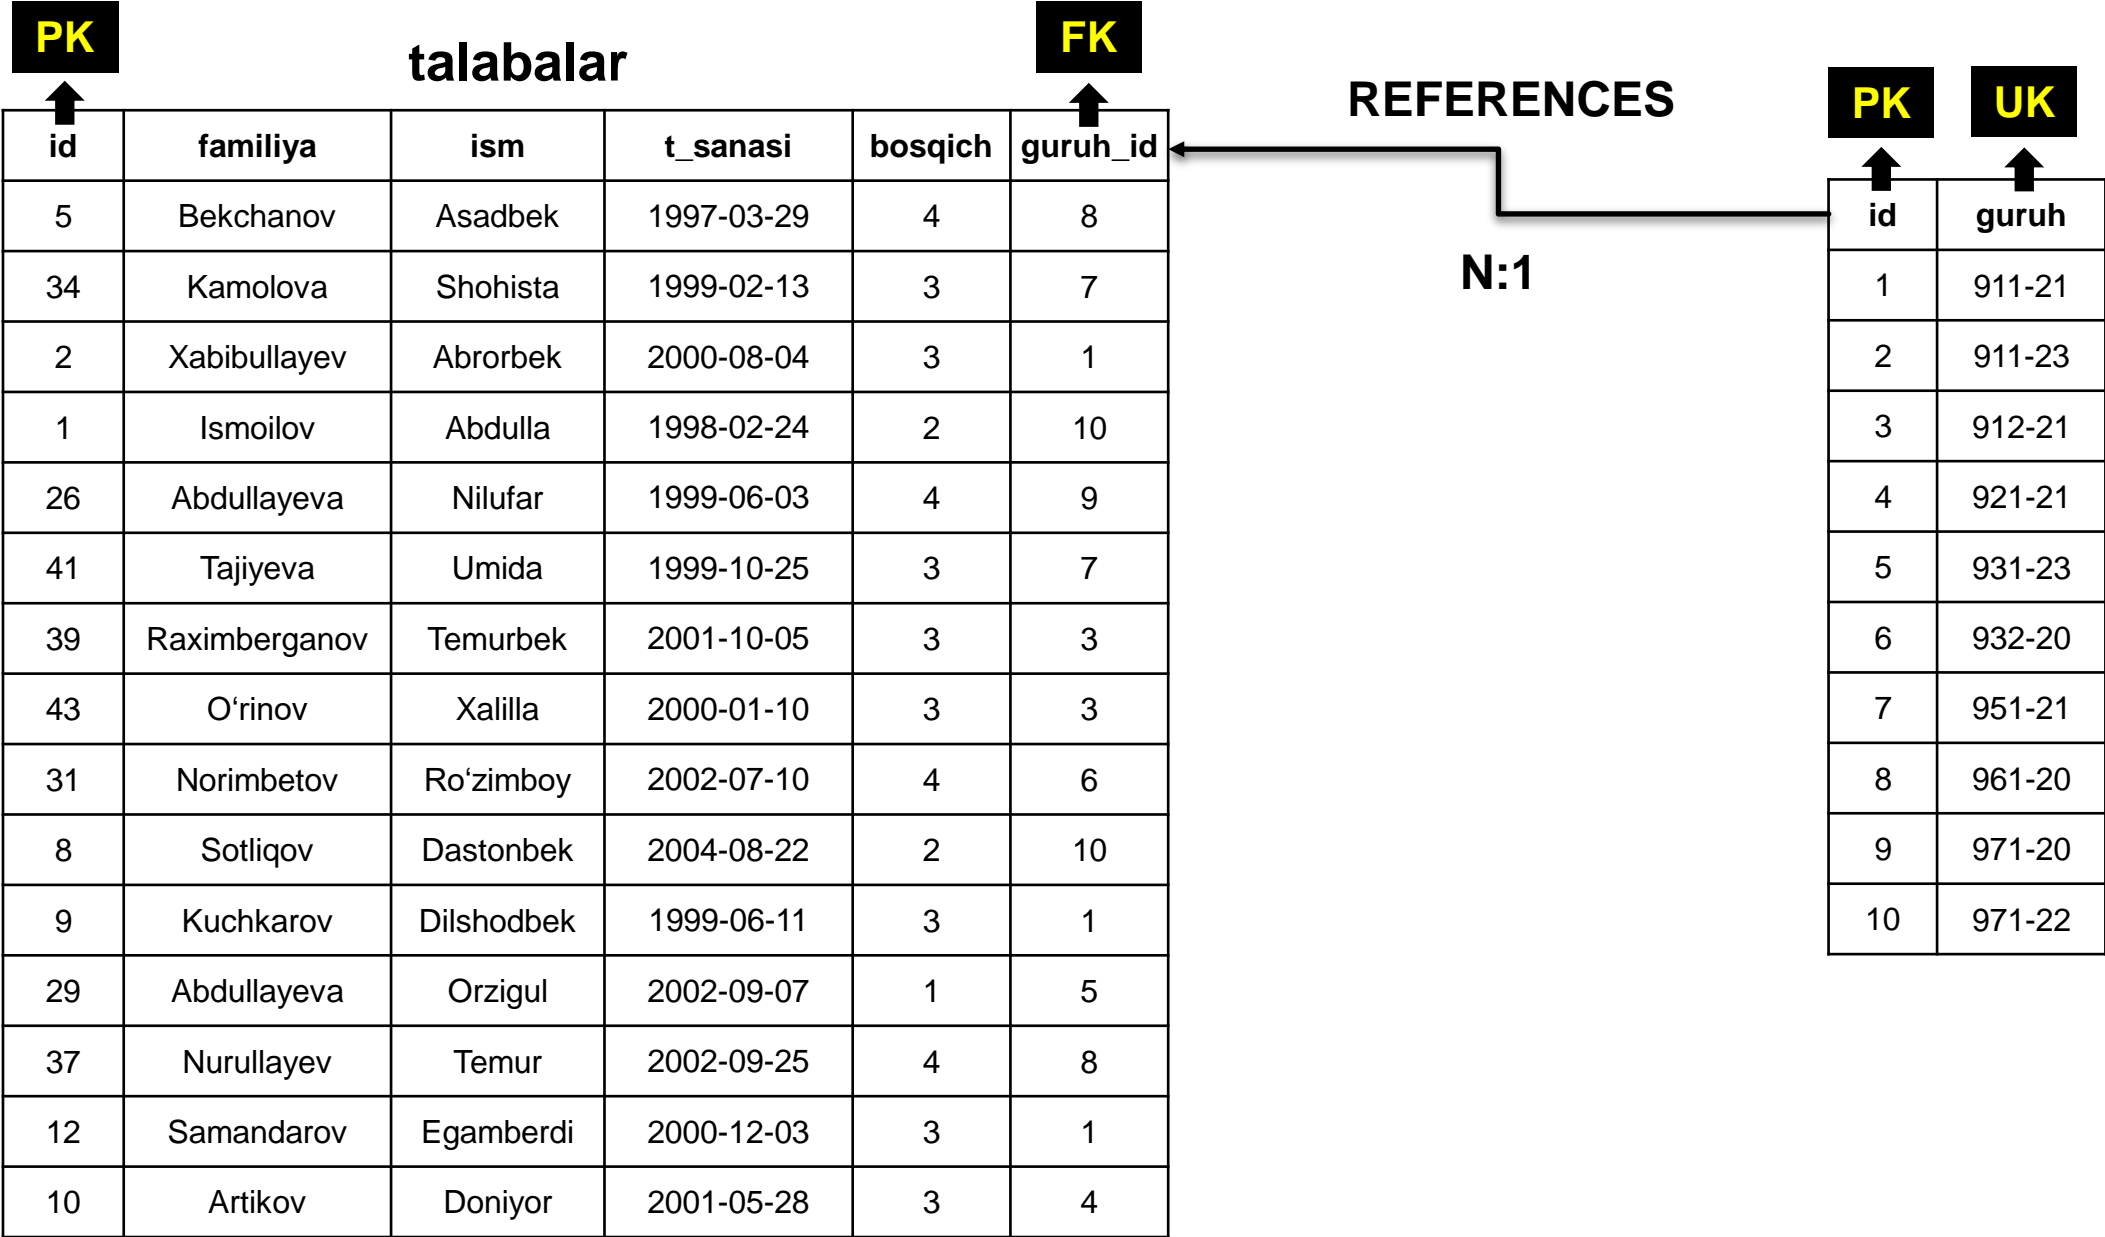 PK
talabalar
FK
REFERENCES
PK UK
id familiya ism t_sanasi bosqich guruh_id
5 Bekchanov Asadbek 1997-03-29 4 8
34 Kamolova Shohista 1999-02-13 3 7
2 Xabibullayev Abrorbek 2000-08-04 3 1
1 Ismoilov Abdulla 1998-02-24 2 10
26 Abdullayeva Nilufar 1999-06-03 4 9
41 Tajiyeva Umida 1999-10-25 3 7
39 Raximberganov Temurbek 2001-10-05 3 3
43 O‘rinov Xalilla 2000-01-10 3 3
31 Norimbetov Ro‘zimboy 2002-07-10 4 6
8 Sotliqov Dastonbek 2004-08-22 2 10
9 Kuchkarov Dilshodbek 1999-06-11 3 1
29 Abdullayeva Orzigul 2002-09-07 1 5
37 Nurullayev Temur 2002-09-25 4 8
12 Samandarov Egamberdi 2000-12-03 3 1
10 Artikov Doniyor 2001-05-28 3 4
N:1
id guruh
1 911-21
2 911-23
3 912-21
4 921-21
5 931-23
6 932-20
7 951-21
8 961-20
9 971-20
10 971-22